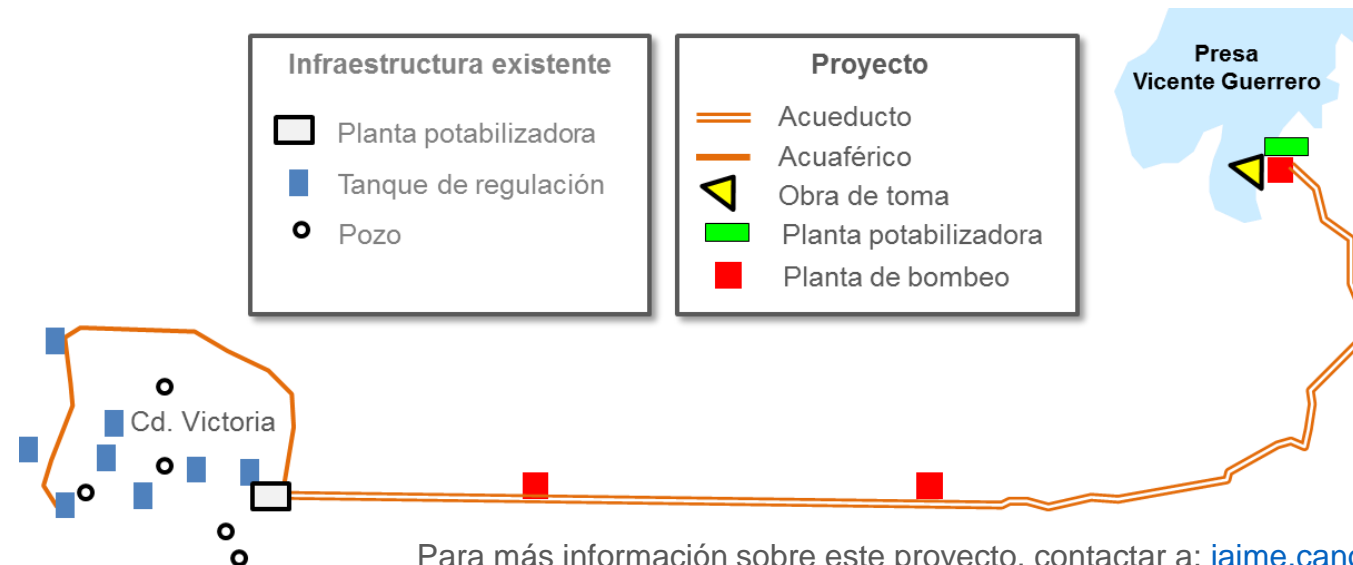 Infraestructura existente
Planta potabilizadora
Tanque de regulación
Pozo
Proyecto
Acueducto
Acuaférico
Obra de toma
Planta potabilizadora
Planta de bombeo
Presa
Vicente Guerrero
Cd. Victoria
Para más información sobre este proyecto, contactar a: